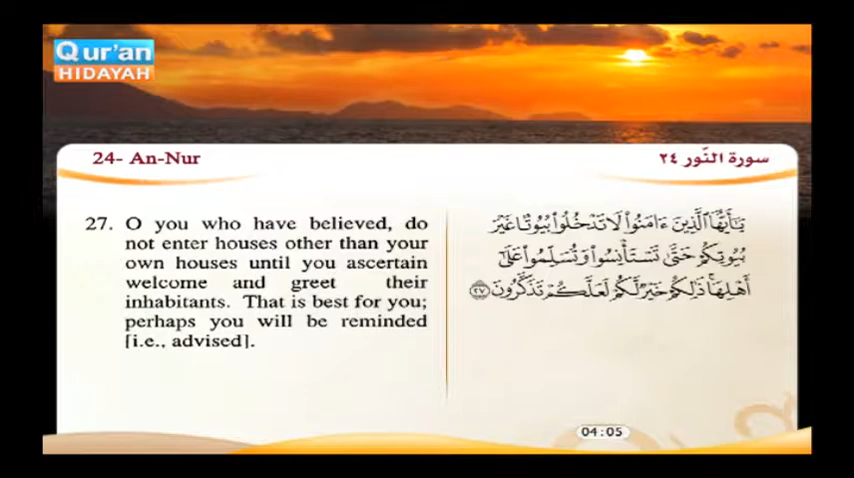 Qur'an
HIDAYAH
24- An-Nur
سورة النّور ٢٤
27. O you who have believed, do
not enter houses other than your
own houses until you ascertain
welcome and greet their
inhabitants. That is best for you;
perhaps you will be reminded
[i.e., advised].
يَـٰٓأَيُّهَا ٱلَّذِينَ ءَامَنُوا۟ لَا تَدْخُلُوا۟ بُيُوتًا غَيْرَ
بُيُوتِكُمْ حَتَّىٰ تَسْتَأْنِسُوا۟ وَتُسَلِّمُوا۟ عَلَىٰٓ
أَهْلِهَا ۚ ذَٰلِكُمْ خَيْرٌ لَّكُمْ لَعَلَّكُمْ تَذَكَّرُونَ ٢٧
04:05